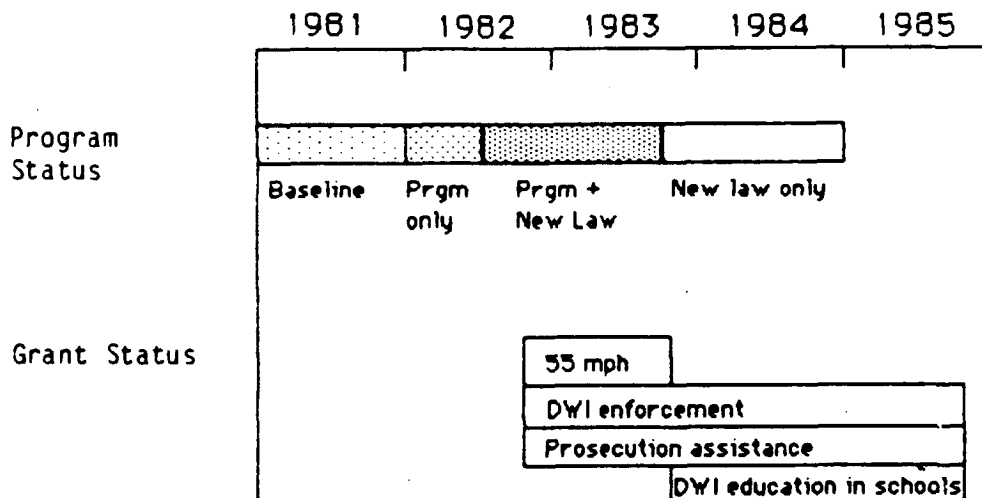 1981 1982 1983 1984 1985
Program
Status
Baseline Prgm Prgm + New law only
only New Law
Grant Status
55 mph
DWI enforcement
Prosecution assistance
DWI education in schools